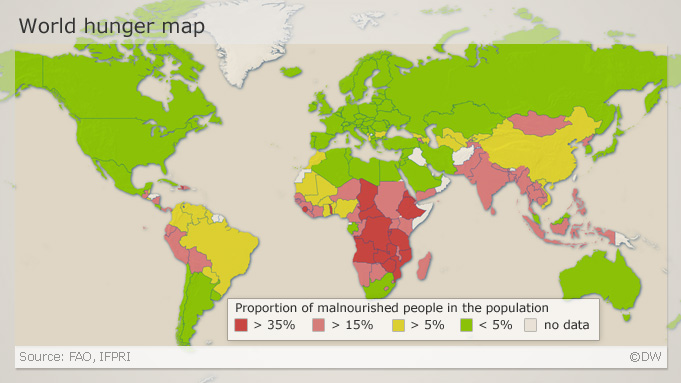 World hunger map
Proportion of malnourished people in the population
> 35% > 15% > 5% < 5% no data
Source: FAO, IFPRI ©DW